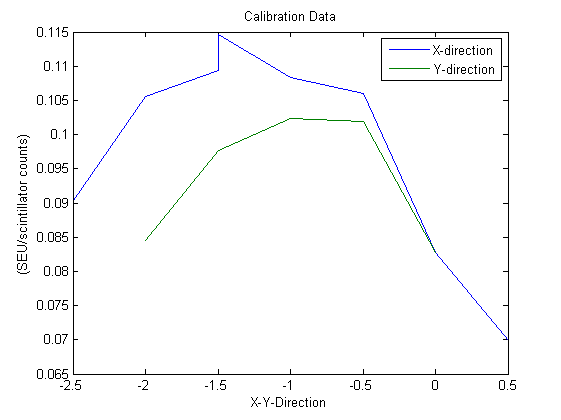 Calibration Data
X-direction
Y-direction
(SEU/scintillator counts)
0.115
0.11
0.105
0.1
0.095
0.09
0.085
0.08
0.075
0.07
0.065
-2.5 -2 -1.5 -1 -0.5 0 0.5
X-Y-Direction